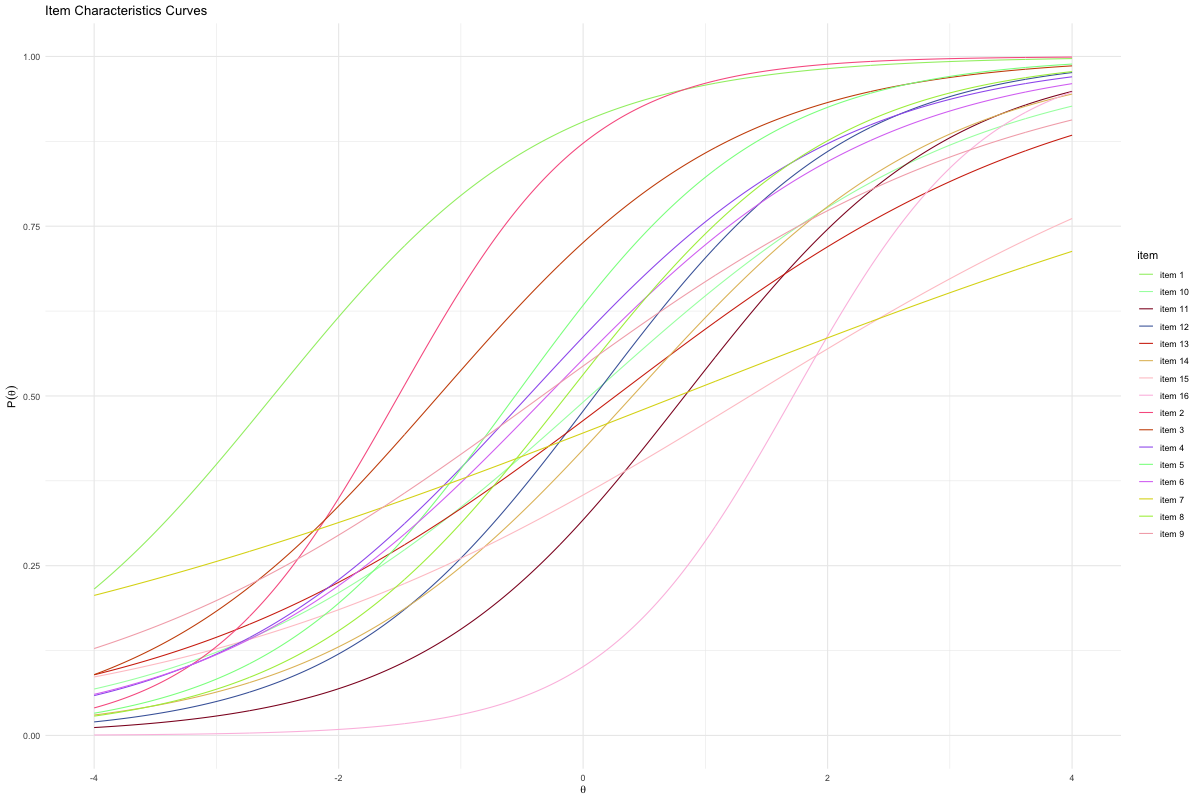 Item Characteristics Curves
P(θ)
1.00
0.75
0.50
0.25
0.00
-4 -2 0 2 4
θ
item
item 1
item 10
item 11
item 12
item 13
item 14
item 15
item 16
item 2
item 3
item 4
item 5
item 6
item 7
item 8
item 9